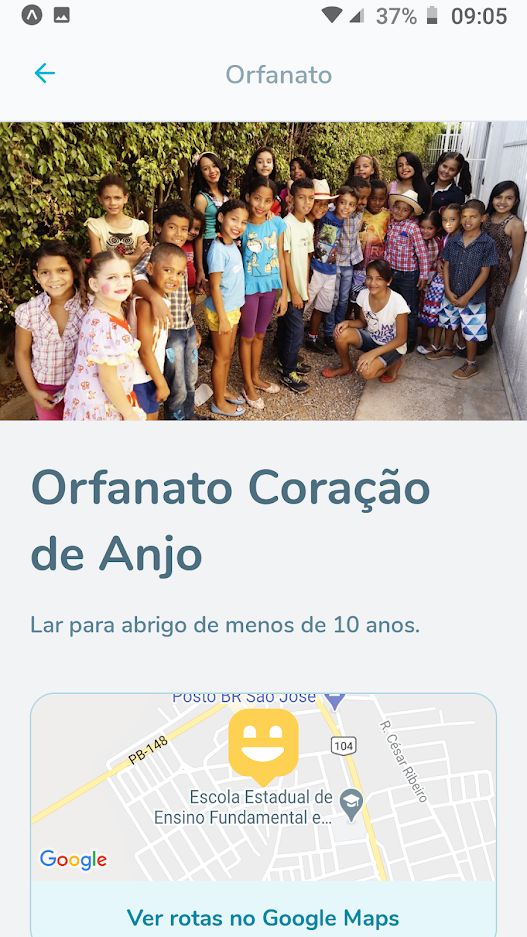 37% 09:05
Orfanato
Orfanato Coração
de Anjo
Lar para abrigo de menos de 10 anos.
Posto BR São José
PB-148
104
R. César Ribeiro
Escola Estadual de
Ensino Fundamental e...
Google
Ver rotas no Google Maps